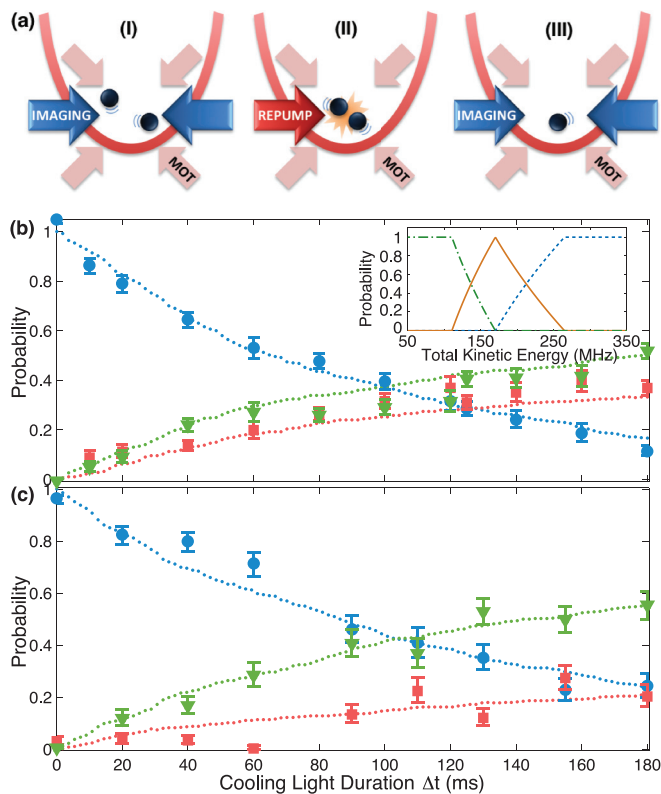 (a)
(I) (II) (III)
IMAGING REPUMP IMAGING
MOT MOT MOT
(b)
Probability
1
0.8
0.6
0.4
0.2
0
Probability
1
0.8
0.6
0.4
0.2
0
50 150 250 350
Total Kinetic Energy (MHz)
(c)
Probability
1
0.8
0.6
0.4
0.2
0
0 20 40 60 80 100 120 140 160 180
Cooling Light Duration Δt (ms)